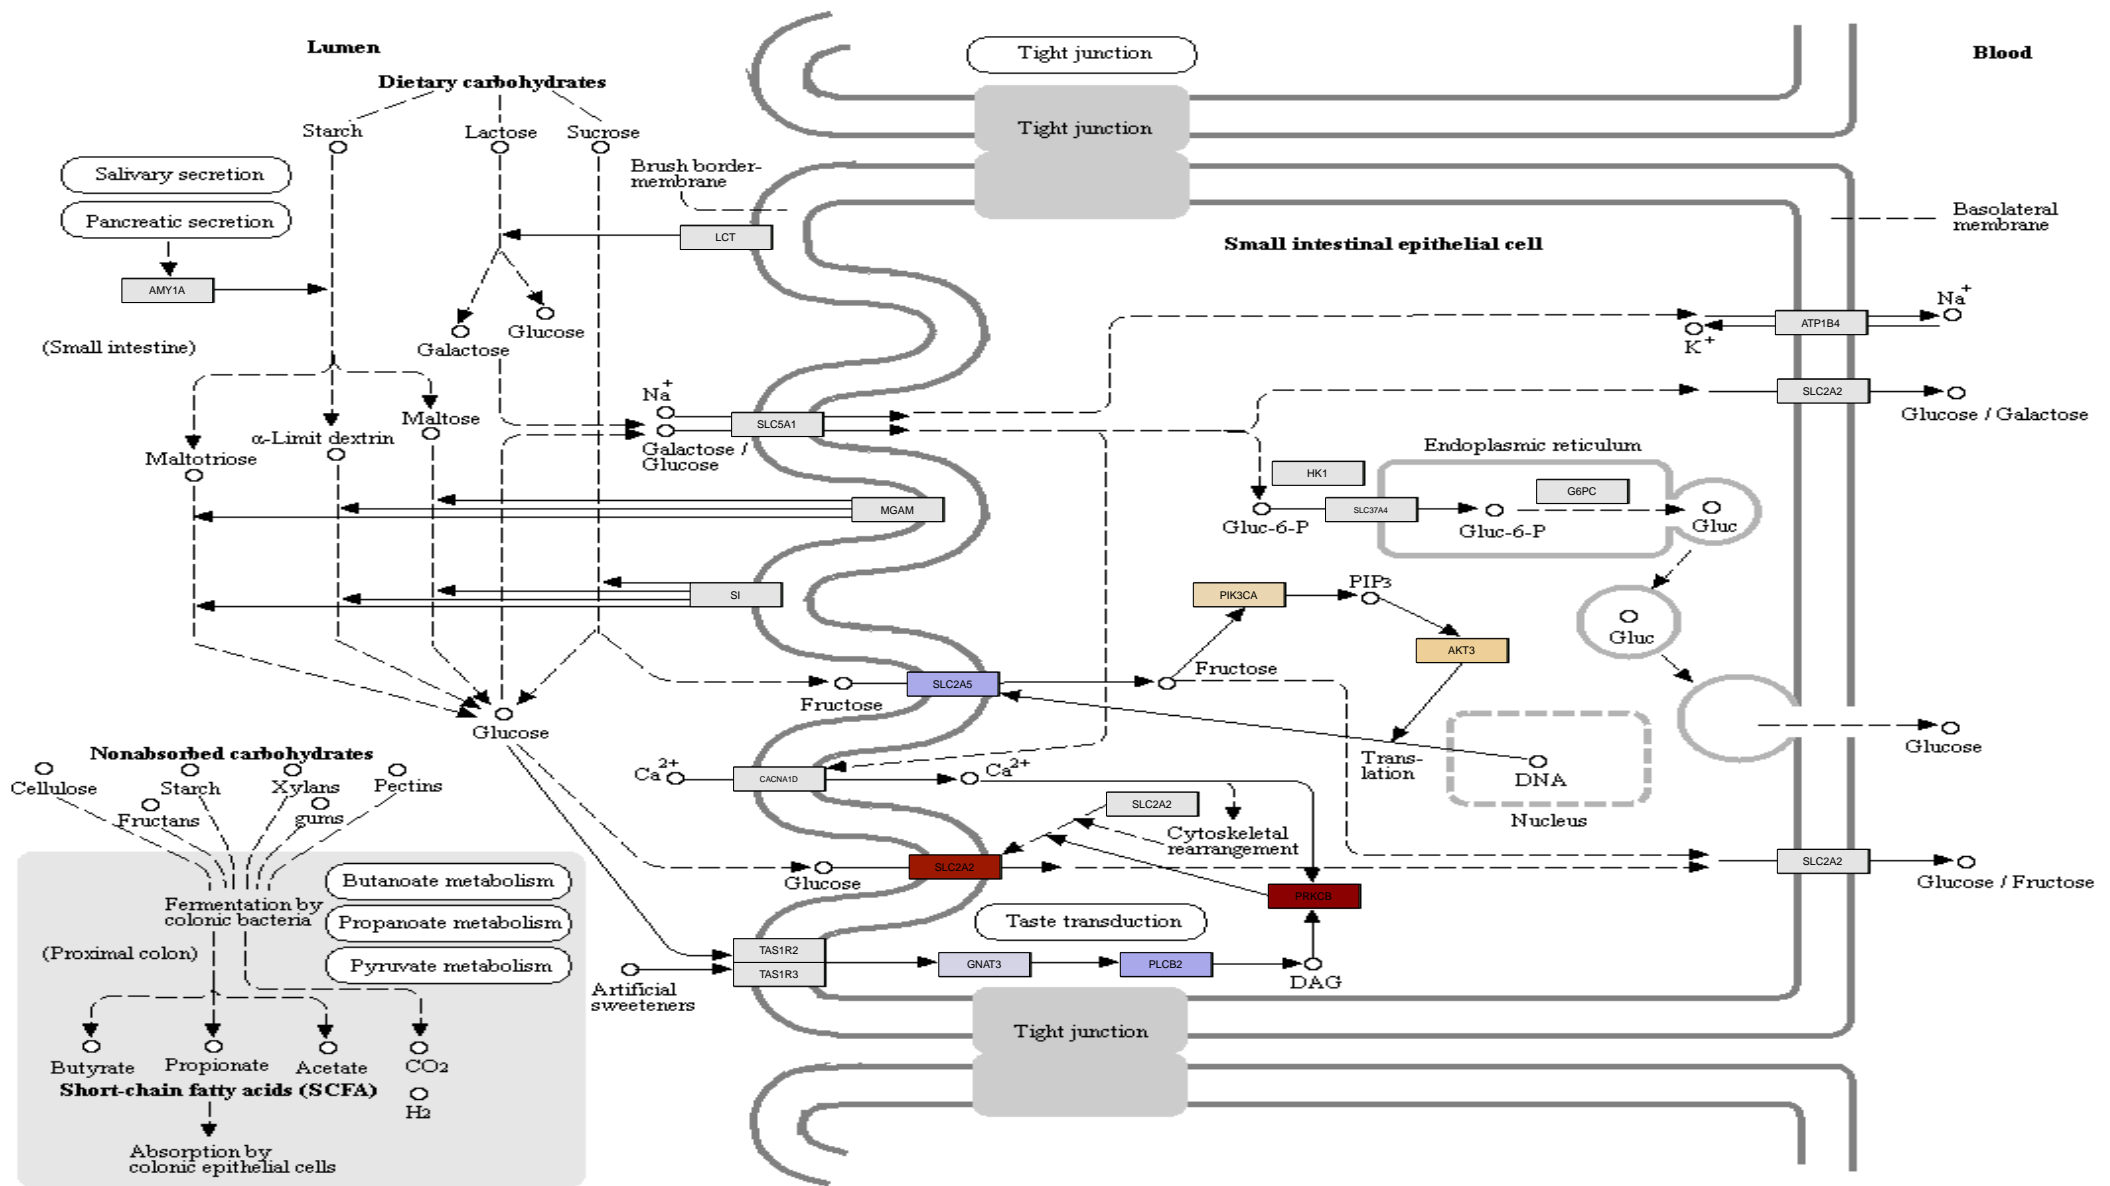 Lumen
Tight junction
Blood
Dietary carbohydrates
Starch
Lactose
Sucrose
Tight junction
Salivary secretion
Brush border-
membrane
Pancreatic secretion
LCT
Small intestinal epithelial cell
Basolateral
membrane
AMY1A
(Small intestine)
Galactose
Glucose
Na+
K+
ATP1B4
Na+
SLC5A1
Galactose /
Glucose
SLC2A2
Glucose / Galactose
Maltose
α-Limit dextrin
Maltotriose
Endoplasmic reticulum
HK1
G6PC
MGAM
Gluc-6-P
SLC37A4
Gluc-6-P
Gluc
SI
PIK3CA
PIP3
AKT3
Gluc
Fructose
SLC2A5
Fructose
Glucose
Trans-
lation
DNA
Nucleus
Glucose
Nonabsorbed carbohydrates
Cellulose
Starch
Xylans
Pectins
Fructans
gums
Ca2+
CACNA1D
Ca2+
SLC2A2
Cytoskeletal
rearrangement
Glucose
SLC2A2
PRKCB
SLC2A2
Glucose / Fructose
Butanoate metabolism
Fermentation by
colonic bacteria
Propanoate metabolism
(Proximal colon)
Pyruvate metabolism
Taste transduction
TAS1R2
TAS1R3
Artificial
sweeteners
GNAT3
PLCB2
DAG
Tight junction
Butyrate
Propionate
Acetate
CO2
Short-chain fatty acids (SCFA)
H2
Absorption by
colonic epithelial cells